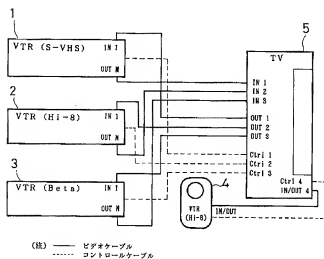 1
VTR (S-VHS)
IN 1
OUT M
2
VTR (Hi-8)
IN 1
OUT M
3
VTR (Beta)
IN 1
OUT M
5
TV
IN 1
IN 2
IN 3
OUT 1
OUT 2
OUT 3
Ctrl 1
Ctrl 2
Ctrl 3
Ctrl 4
IN/OUT 4
4
VTR
(Hi-8)
IN/OUT
(注) ビデオケーブル
コントロールケーブル